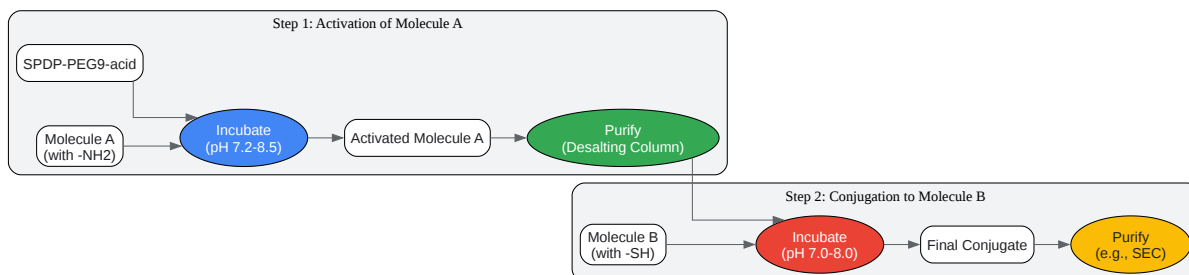 Step 1: Activation of Molecule A
SPDP-PEG9-acid
Molecule A
(with -NH2)
Incubate
(pH 7.2-8.5)
Activated Molecule A
Purify
(Desalting Column)
Step 2: Conjugation to Molecule B
Molecule B
(with -SH)
Incubate
(pH 7.0-8.0)
Final Conjugate
Purify
(e.g., SEC)